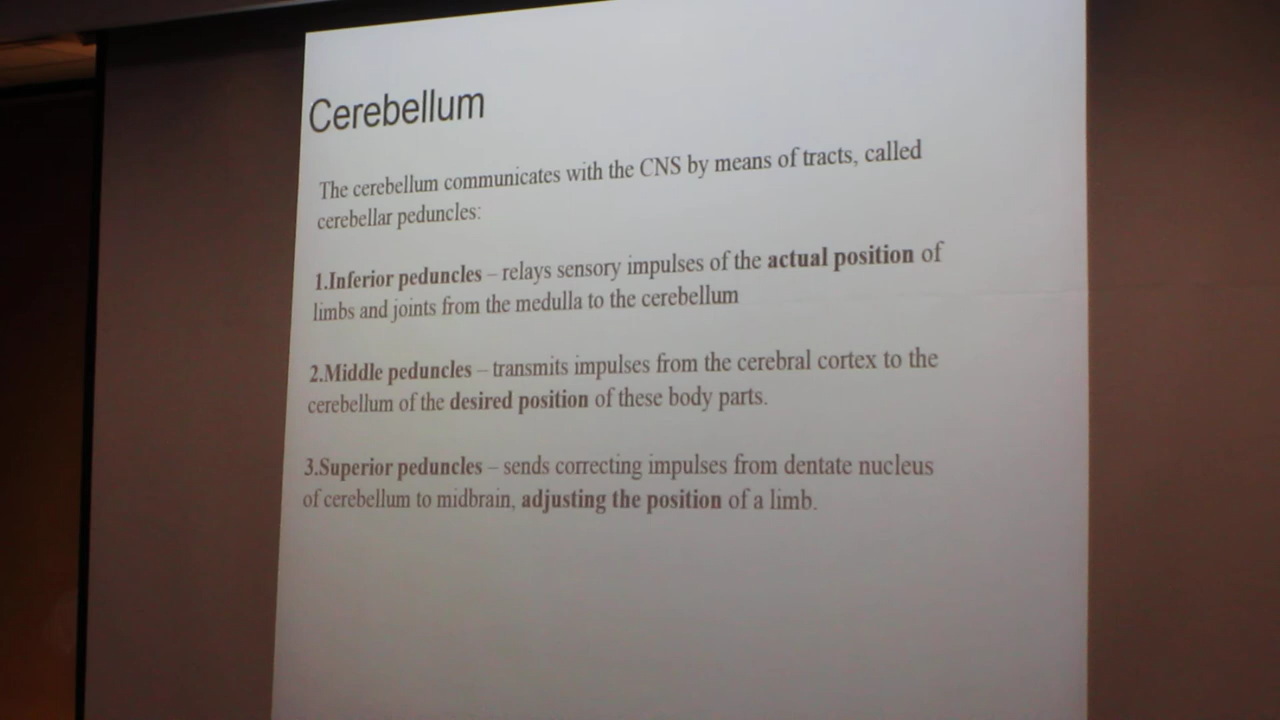 Cerebellum
The cerebellum communicates with the CNS by means of tracts, called
cerebellar peduncles:
1.Inferior peduncles – relays sensory impulses of the actual position of
limbs and joints from the medulla to the cerebellum
2.Middle peduncles – transmits impulses from the cerebral cortex to the
cerebellum of the desired position of these body parts.
3.Superior peduncles – sends correcting impulses from dentate nucleus
of cerebellum to midbrain, adjusting the position of a limb.